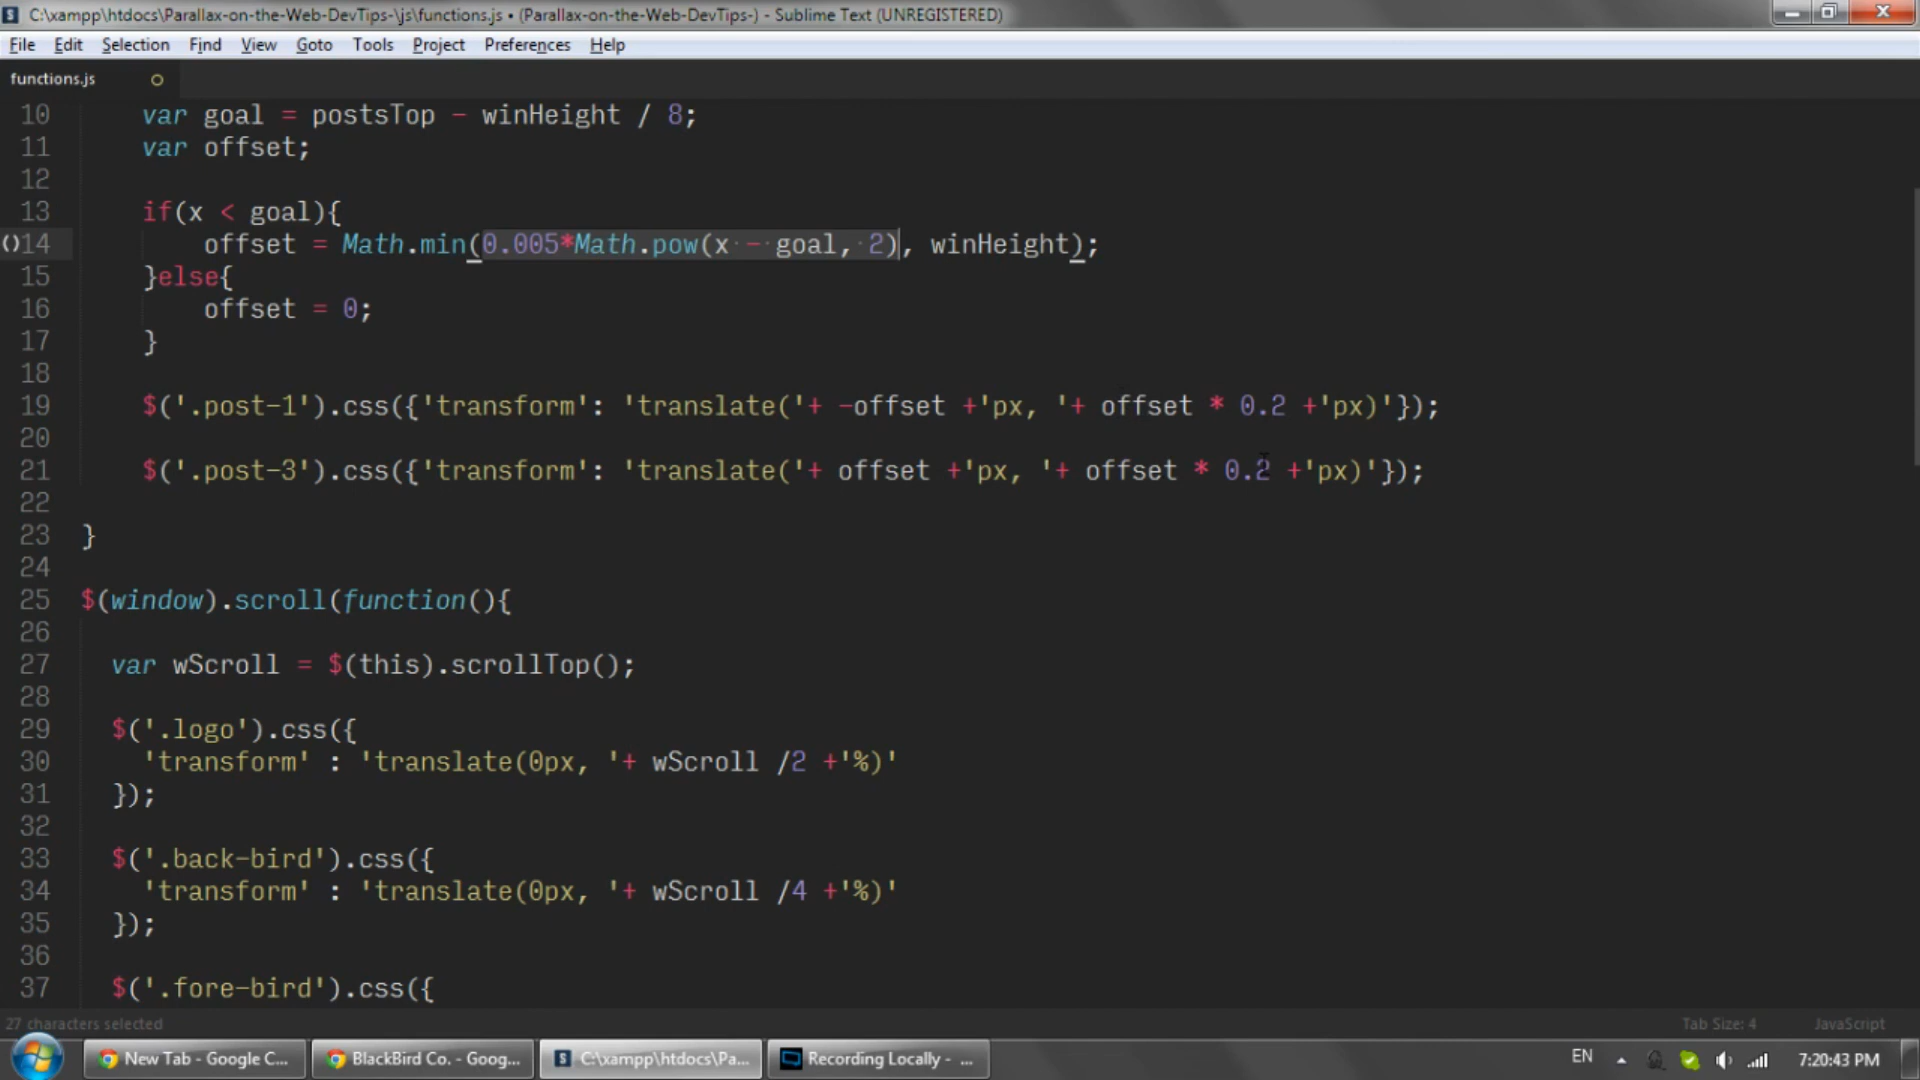 C:\xampp\htdocs\Parallax-on-the-Web-DevTips-\js\functions.js • (Parallax-on-the-Web-DevTips-) - Sublime Text (UNREGISTERED)
File Edit Selection Find View Goto Tools Project Preferences Help
functions.js
10 var goal = postsTop - winHeight / 8;
11 var offset;
12
13 if(x < goal){
14 offset = Math.min(0.005*Math.pow(x - goal, 2), winHeight);
15 }else{
16 offset = 0;
17 }
18
19 $('.post-1').css({'transform': 'translate('+ -offset +'px, '+ offset * 0.2 +'px)'});
20
21 $('.post-3').css({'transform': 'translate('+ offset +'px, '+ offset * 0.2 +'px)'});
22
23 }
24
25 $(window).scroll(function(){
26
27 var wScroll = $(this).scrollTop();
28
29 $('.logo').css({
30 'transform' : 'translate(0px, '+ wScroll /2 +'%)'
31 });
32
33 $('.back-bird').css({
34 'transform' : 'translate(0px, '+ wScroll /4 +'%)'
35 });
36
37 $('.fore-bird').css({
27 characters selected Tab Size: 4 JavaScript
New Tab - Google C... BlackBird Co. - Goog... C:\xampp\htdocs\Pa... Recording Locally - ... EN 7:20:43 PM